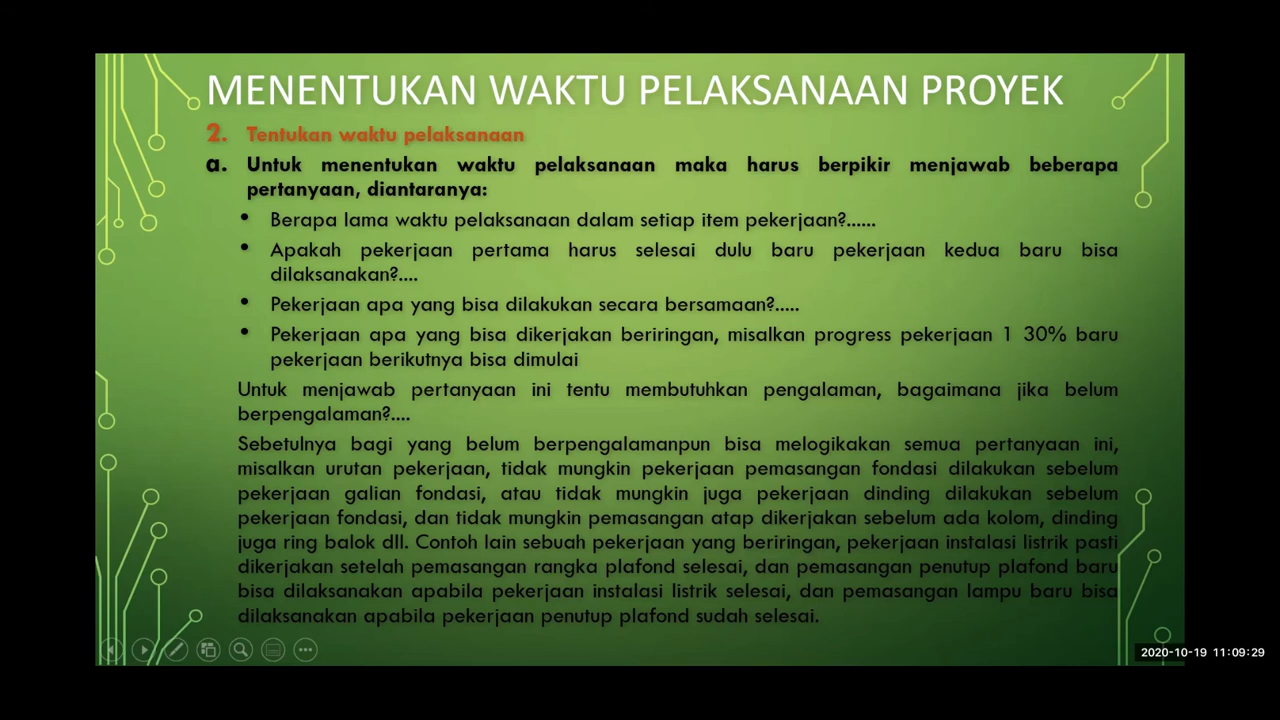 MENENTUKAN WAKTU PELAKSANAAN PROYEK
2. Tentukan waktu pelaksanaan
a. Untuk menentukan waktu pelaksanaan maka harus berpikir menjawab beberapa
pertanyaan, diantaranya:
• Berapa lama waktu pelaksanaan dalam setiap item pekerjaan?......
• Apakah pekerjaan pertama harus selesai dulu baru pekerjaan kedua baru bisa
dilaksanakan?....
• Pekerjaan apa yang bisa dilakukan secara bersamaan?.....
• Pekerjaan apa yang bisa dikerjakan beriringan, misalkan progress pekerjaan 1 30% baru
pekerjaan berikutnya bisa dimulai
Untuk menjawab pertanyaan ini tentu membutuhkan pengalaman, bagaimana jika belum
berpengalaman?....
Sebetulnya bagi yang belum berpengalamanpun bisa melogikakan semua pertanyaan ini,
misalkan urutan pekerjaan, tidak mungkin pekerjaan pemasangan fondasi dilakukan sebelum
pekerjaan galian fondasi, atau tidak mungkin juga pekerjaan dinding dilakukan sebelum
pekerjaan fondasi, dan tidak mungkin pemasangan atap dikerjakan sebelum ada kolom, dinding
juga ring balok dll. Contoh lain sebuah pekerjaan yang beriringan, pekerjaan instalasi listrik pasti
dikerjakan setelah pemasangan rangka plafond selesai, dan pemasangan penutup plafond baru
bisa dilaksanakan apabila pekerjaan instalasi listrik selesai, dan pemasangan lampu baru bisa
dilaksanakan apabila pekerjaan penutup plafond sudah selesai.
2020-10-19 11:09:29